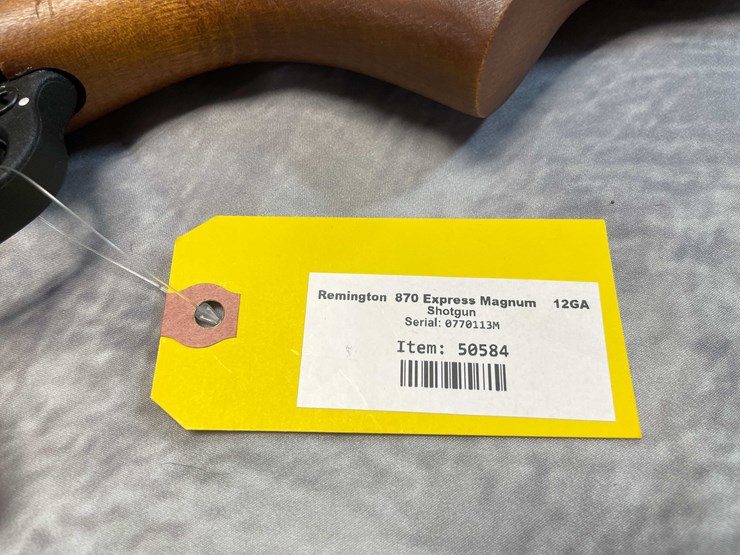 Remington 870 Express Magnum 12GA
Shotgun
Serial: 0770113M
Item: 50584